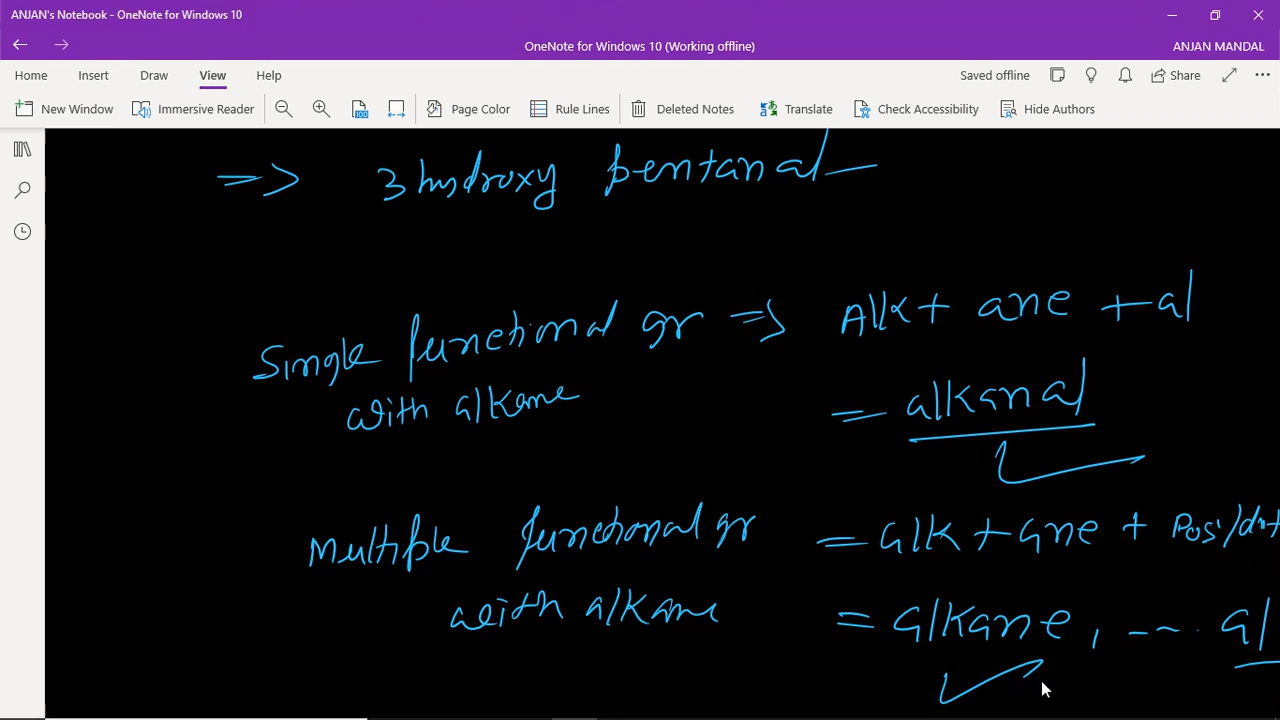 ANJAN's Notebook - OneNote for Windows 10
OneNote for Windows 10 (Working offline)
ANJAN MANDAL
Home Insert Draw View Help
Saved offline Share
New Window Immersive Reader 100 Page Color Rule Lines Deleted Notes Translate Check Accessibility Hide Authors
=> 3 hydroxy pentanal
Single functional gr => Alk + ane + al
with alkane = alkanal
Multiple functional gr = alk + ane + Posi/di+
with alkane = alkane, --- al